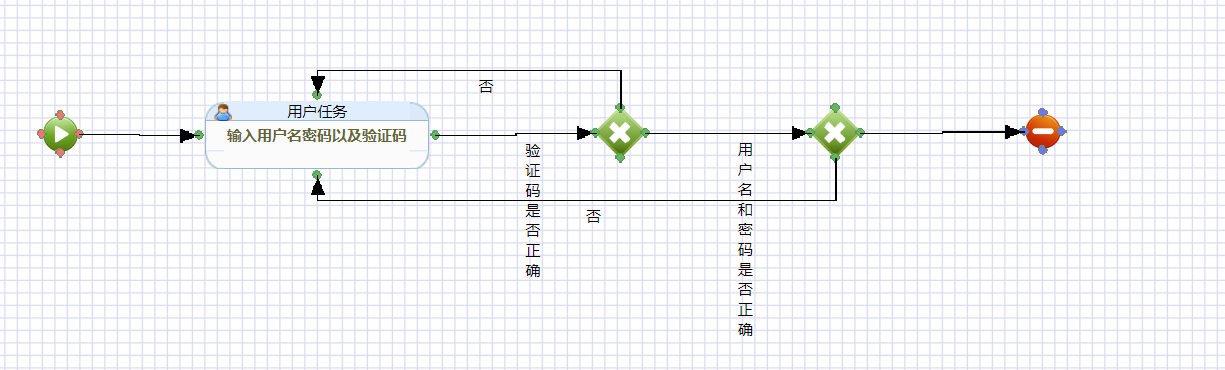 否
用户任务
输入用户名密码以及验证码
验证码是否正确
用户名和密码是否正确
否